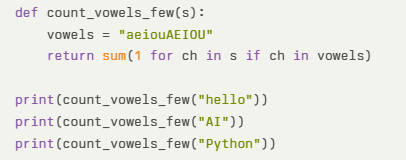 def count_vowels_few(s):
    vowels = "aeiouAEIOU"
    return sum(1 for ch in s if ch in vowels)

print(count_vowels_few("hello"))
print(count_vowels_few("AI"))
print(count_vowels_few("Python"))